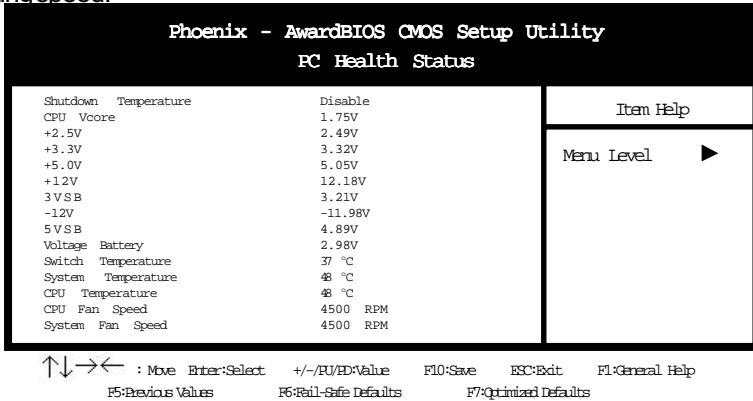 Phoenix - AwardBIOS CMOS Setup Utility
PC Health Status
Shutdown Temperature Disable
CPU Vcore 1.75V
+2.5V 2.49V
+3.3V 3.32V
+5.0V 5.05V
+12V 12.18V
3VSB 3.21V
-12V -11.98V
5VSB 4.89V
Voltage Battery 2.98V
Switch Temperature 37 °C
System Temperature 48 °C
CPU Temperature 48 °C
CPU Fan Speed 4500 RPM
System Fan Speed 4500 RPM
Item Help
Menu Level ▶
↑↓→← : Move Enter:Select +/-/PU/PD:Value F10:Save ESC:Exit F1:General Help
F5:Previous Values F6:Fail-Safe Defaults F7:Optimized Defaults